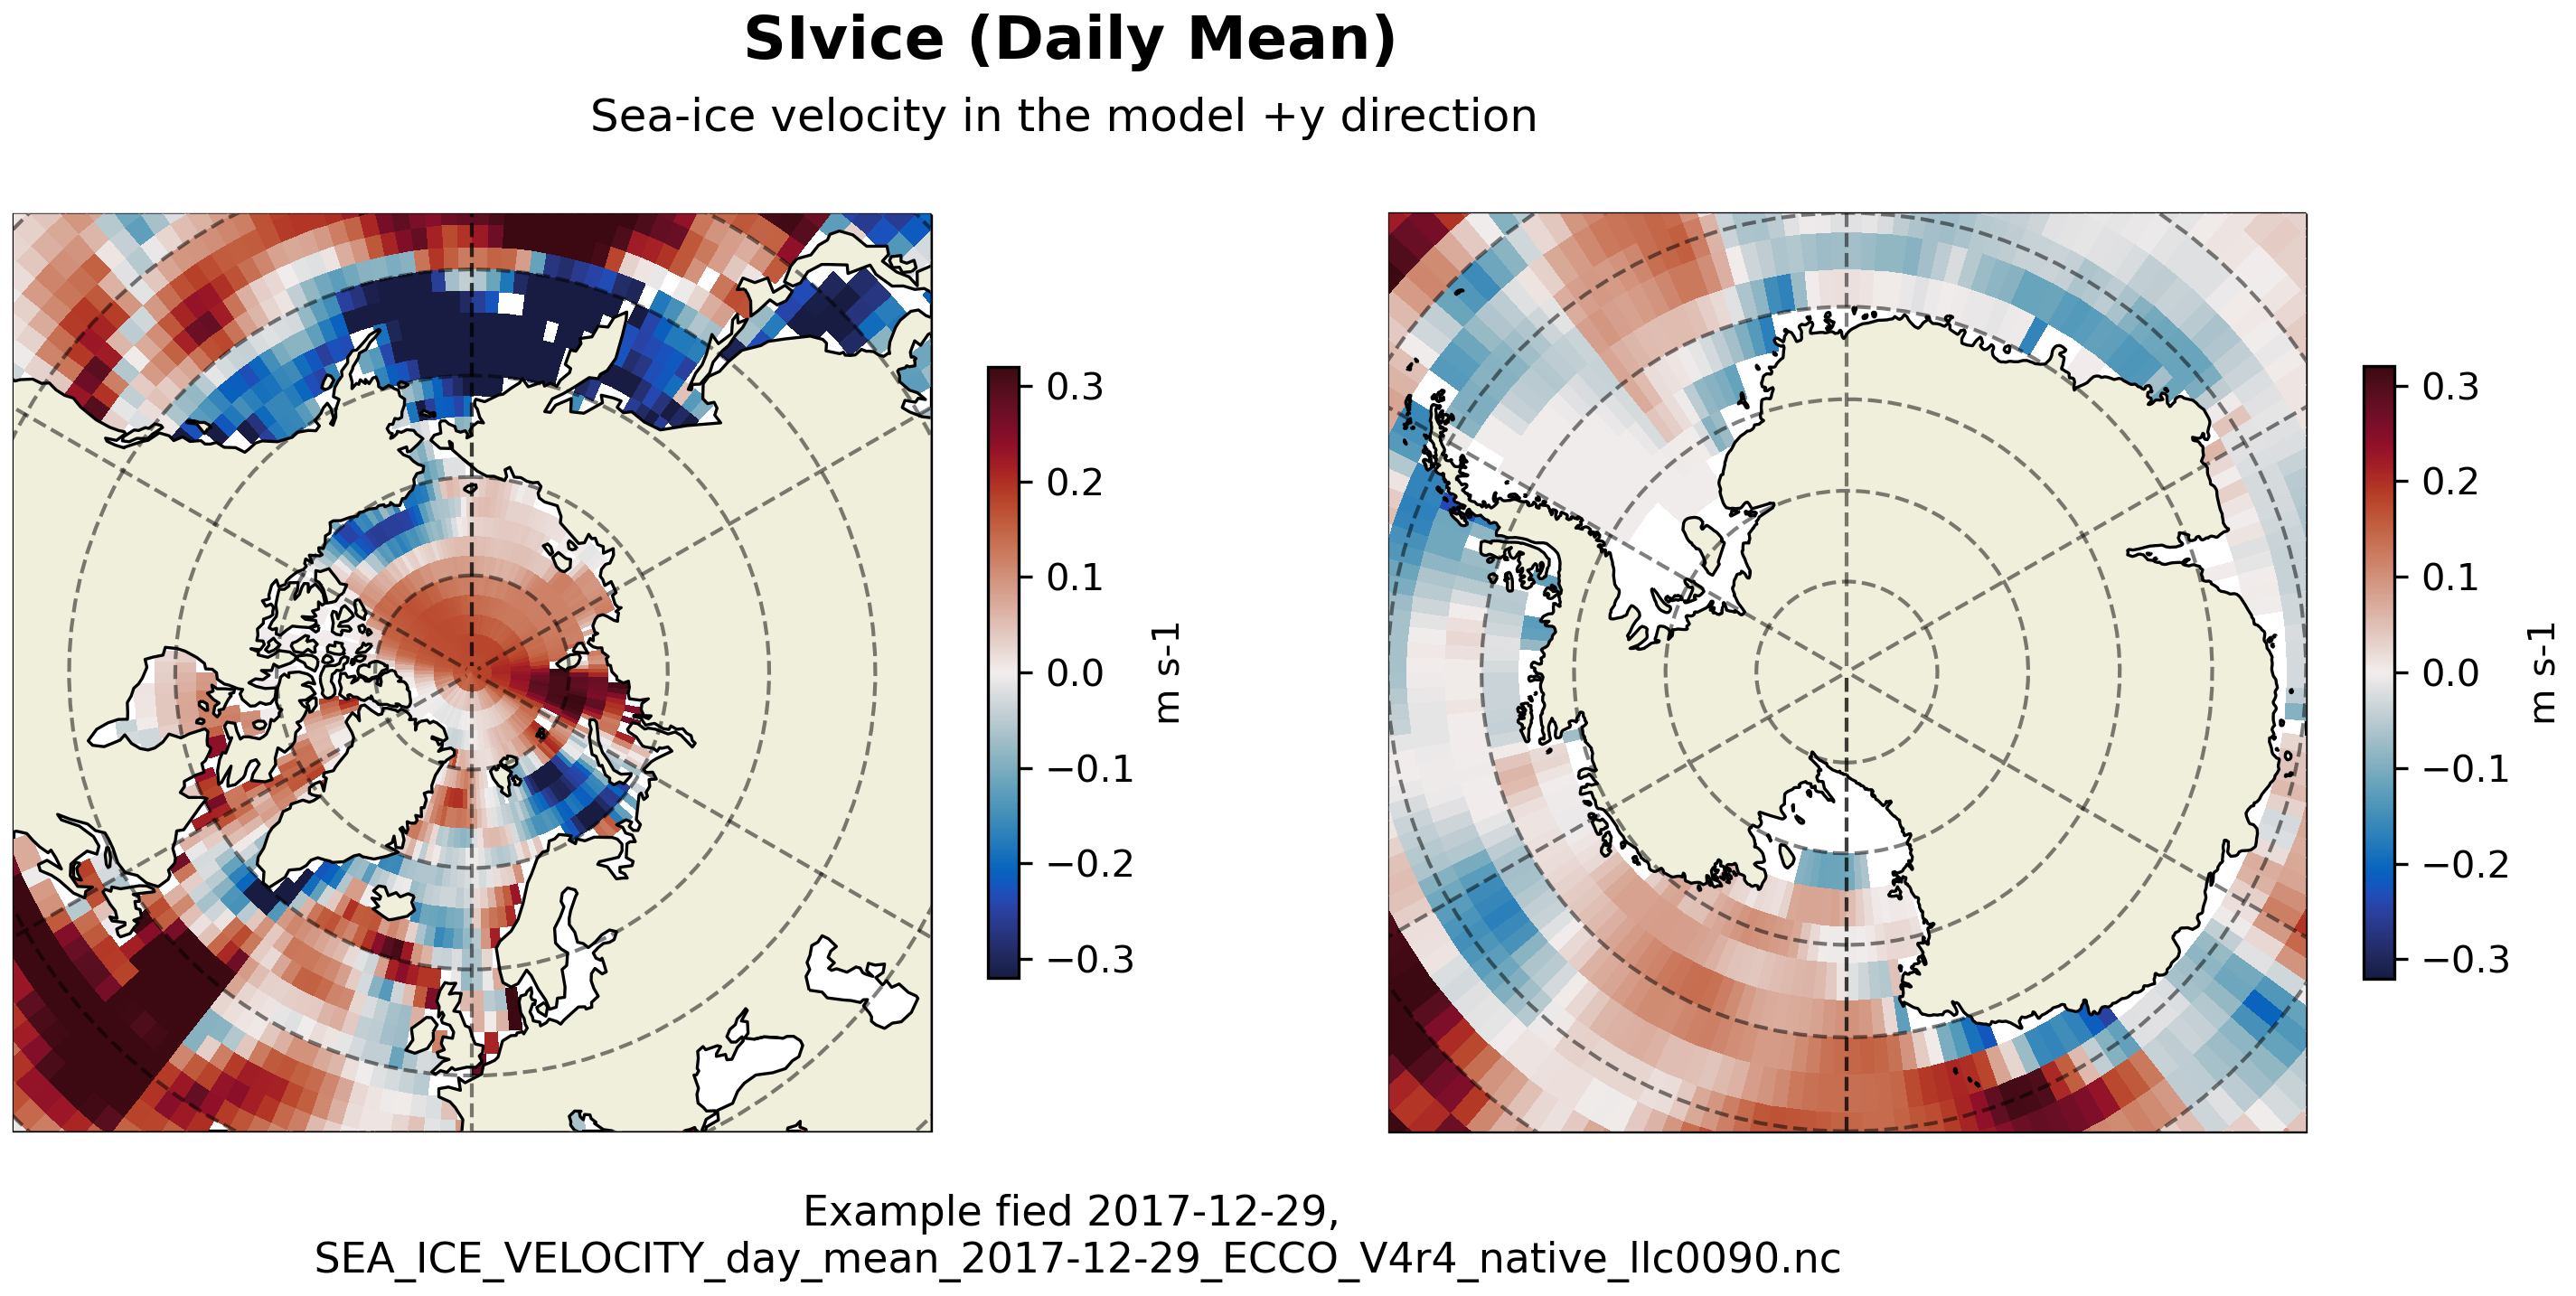 SIvice (Daily Mean)
Sea-ice velocity in the model +y direction
0.3
0.2
0.1
0.0
−0.1
−0.2
−0.3
m s-1
0.3
0.2
0.1
0.0
−0.1
−0.2
−0.3
m s-1
Example fied 2017-12-29,
SEA_ICE_VELOCITY_day_mean_2017-12-29_ECCO_V4r4_native_llc0090.nc